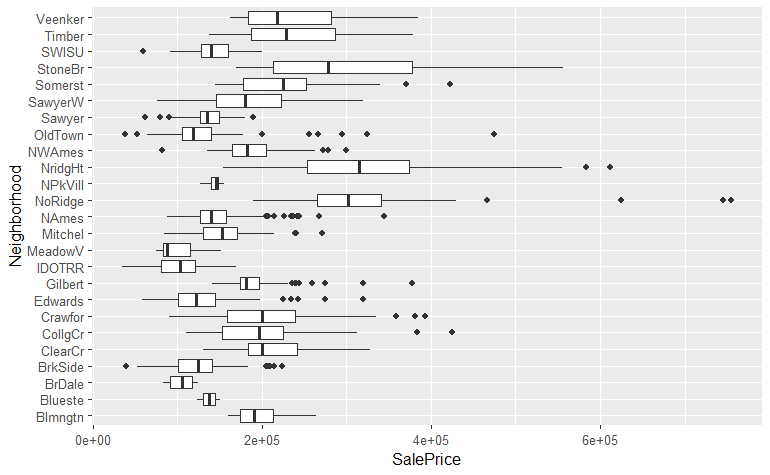 Neighborhood
Veenker
Timber
SWISU
StoneBr
Somerst
SawyerW
Sawyer
OldTown
NWAmes
NridgHt
NPkVill
NoRidge
NAmes
Mitchel
MeadowV
IDOTRR
Gilbert
Edwards
Crawfor
CollgCr
ClearCr
BrkSide
BrDale
Blueste
Blmngtn
0e+00 2e+05 4e+05 6e+05
SalePrice